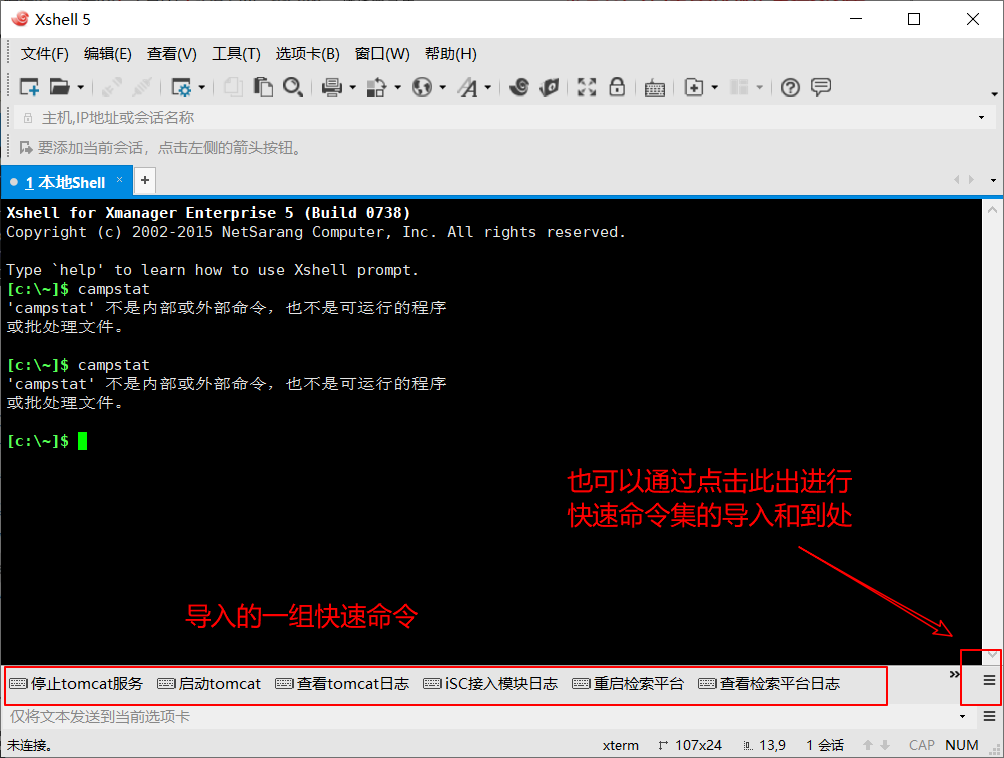 Xshell 5
文件(F) 编辑(E) 查看(V) 工具(T) 选项卡(B) 窗口(W) 帮助(H)
主机,IP地址或会话名称
要添加当前会话，点击左侧的箭头按钮。
1 本地Shell × +
Xshell for Xmanager Enterprise 5 (Build 0738)
Copyright (c) 2002-2015 NetSarang Computer, Inc. All rights reserved.
Type `help' to learn how to use Xshell prompt.
[c:\~]$ campstat
'campstat' 不是内部或外部命令，也不是可运行的程序
或批处理文件。
[c:\~]$ campstat
'campstat' 不是内部或外部命令，也不是可运行的程序
或批处理文件。
[c:\~]$
也可以通过点击此出进行
快速命令集的导入和到处
导入的一组快速命令
停止tomcat服务 启动tomcat 查看tomcat日志 iSC接入模块日志 重启检索平台 查看检索平台日志 »
仅将文本发送到当前选项卡
未连接。 xterm 107x24 13,9 1 会话 CAP NUM